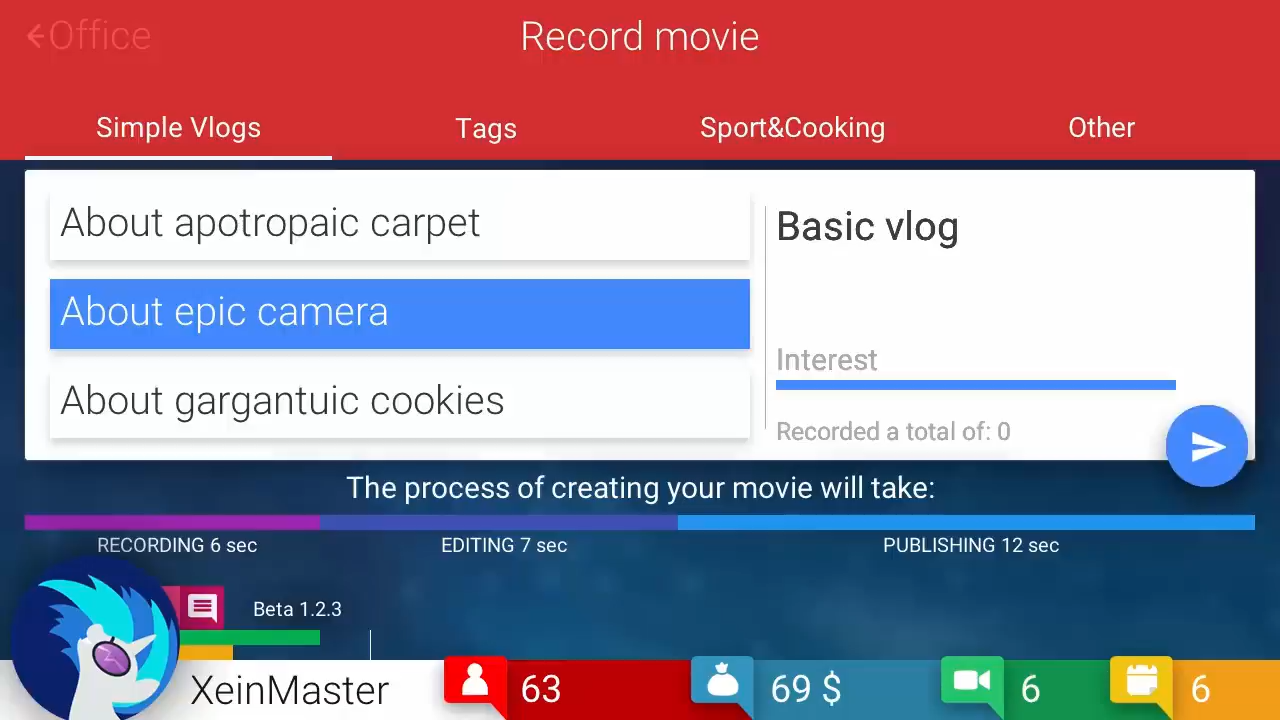 Office
Record movie
Simple Vlogs
Tags
Sport&Cooking
Other
About apotropaic carpet
About epic camera
About gargantuic cookies
Basic vlog
Interest
Recorded a total of: 0
The process of creating your movie will take:
RECORDING 6 sec
EDITING 7 sec
PUBLISHING 12 sec
Beta 1.2.3
XeinMaster
63
69 $
6
6